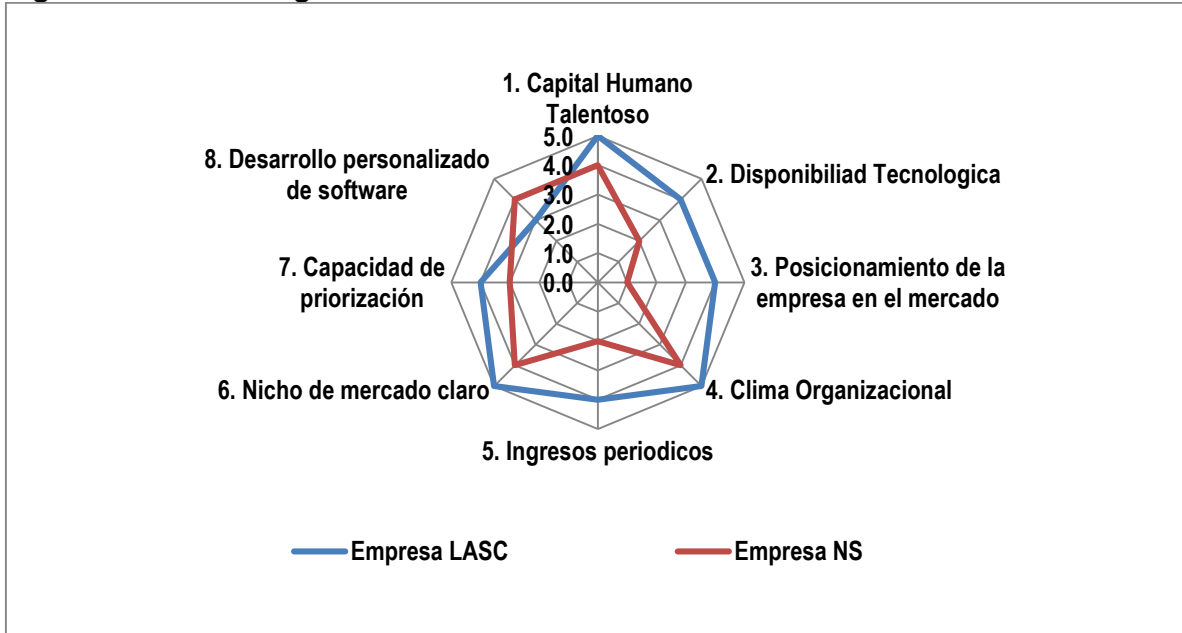 1. Capital Humano
Talentoso
5.0
4.0
3.0
2.0
1.0
0.0
2. Disponibiliad Tecnologica
3. Posicionamiento de la
empresa en el mercado
4. Clima Organizacional
5. Ingresos periodicos
6. Nicho de mercado claro
7. Capacidad de
priorización
8. Desarrollo personalizado
de software
Empresa LASC
Empresa NS